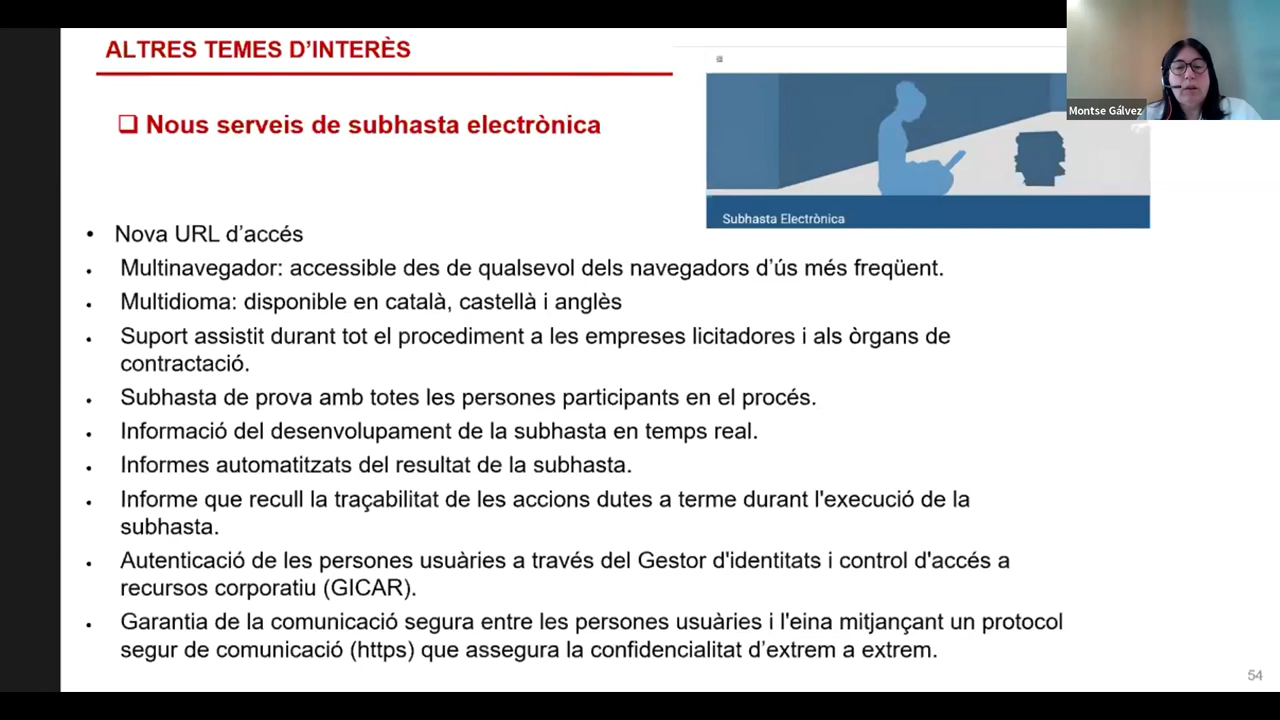 ALTRES TEMES D’INTERÈS
Montse Gálvez
❑ Nous serveis de subhasta electrònica
Subhasta Electrònica
• Nova URL d’accés
• Multinavegador: accessible des de qualsevol dels navegadors d’ús més freqüent.
• Multidioma: disponible en català, castellà i anglès
• Suport assistit durant tot el procediment a les empreses licitadores i als òrgans de
contractació.
• Subhasta de prova amb totes les persones participants en el procés.
• Informació del desenvolupament de la subhasta en temps real.
• Informes automatitzats del resultat de la subhasta.
• Informe que recull la traçabilitat de les accions dutes a terme durant l'execució de la
subhasta.
• Autenticació de les persones usuàries a través del Gestor d'identitats i control d'accés a
recursos corporatiu (GICAR).
• Garantia de la comunicació segura entre les persones usuàries i l'eina mitjançant un protocol
segur de comunicació (https) que assegura la confidencialitat d’extrem a extrem.
54